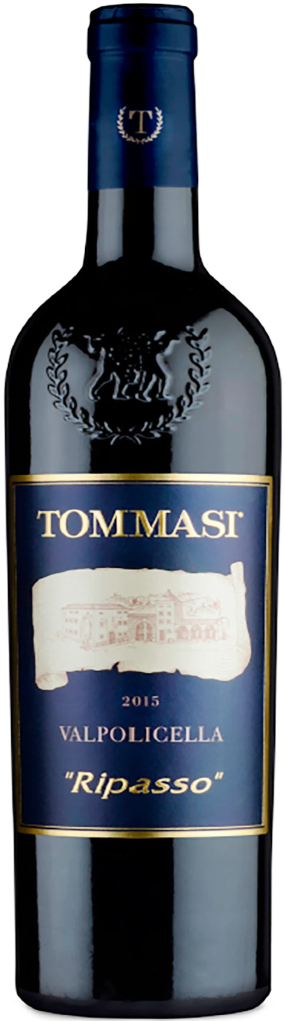 T
TOMMASI
2015
VALPOLICELLA
"Ripasso"